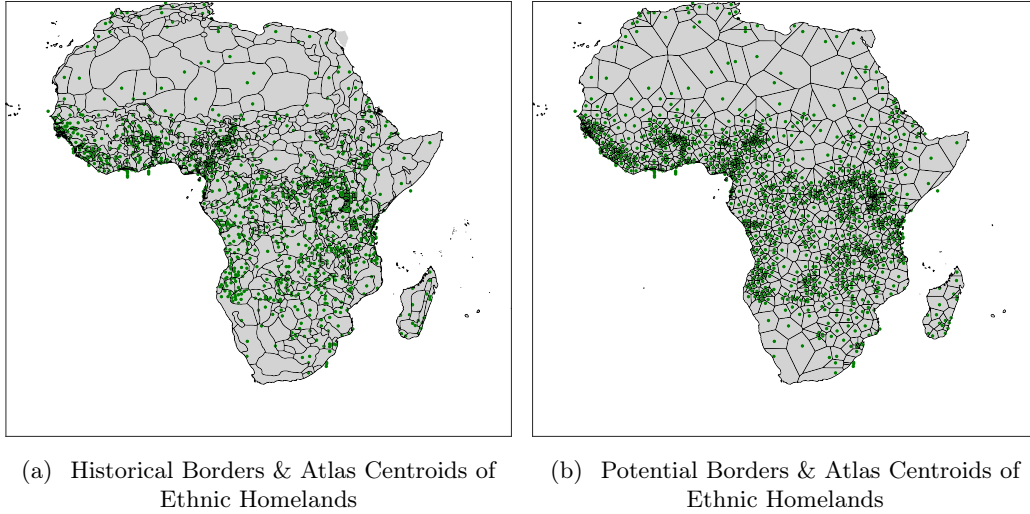 (a) Historical Borders & Atlas Centroids of
Ethnic Homelands
(b) Potential Borders & Atlas Centroids of
Ethnic Homelands